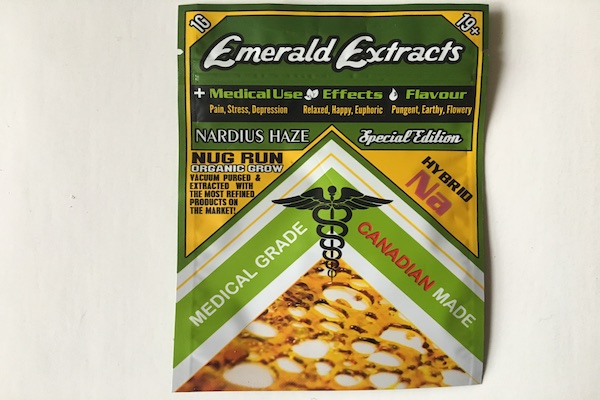 1G
19+
Emerald Extracts
+ Medical Use Effects Flavour
Pain, Stress, Depression Relaxed, Happy, Euphoric Pungent, Earthy, Flowery
NARDIUS HAZE Special Edition
NUG RUN
ORGANIC GROW
VACUUM PURGED &
EXTRACTED WITH
THE MOST REFINED
PRODUCTS ON
THE MARKET!
HYBRID
Na
MEDICAL GRADE
CANADIAN MADE